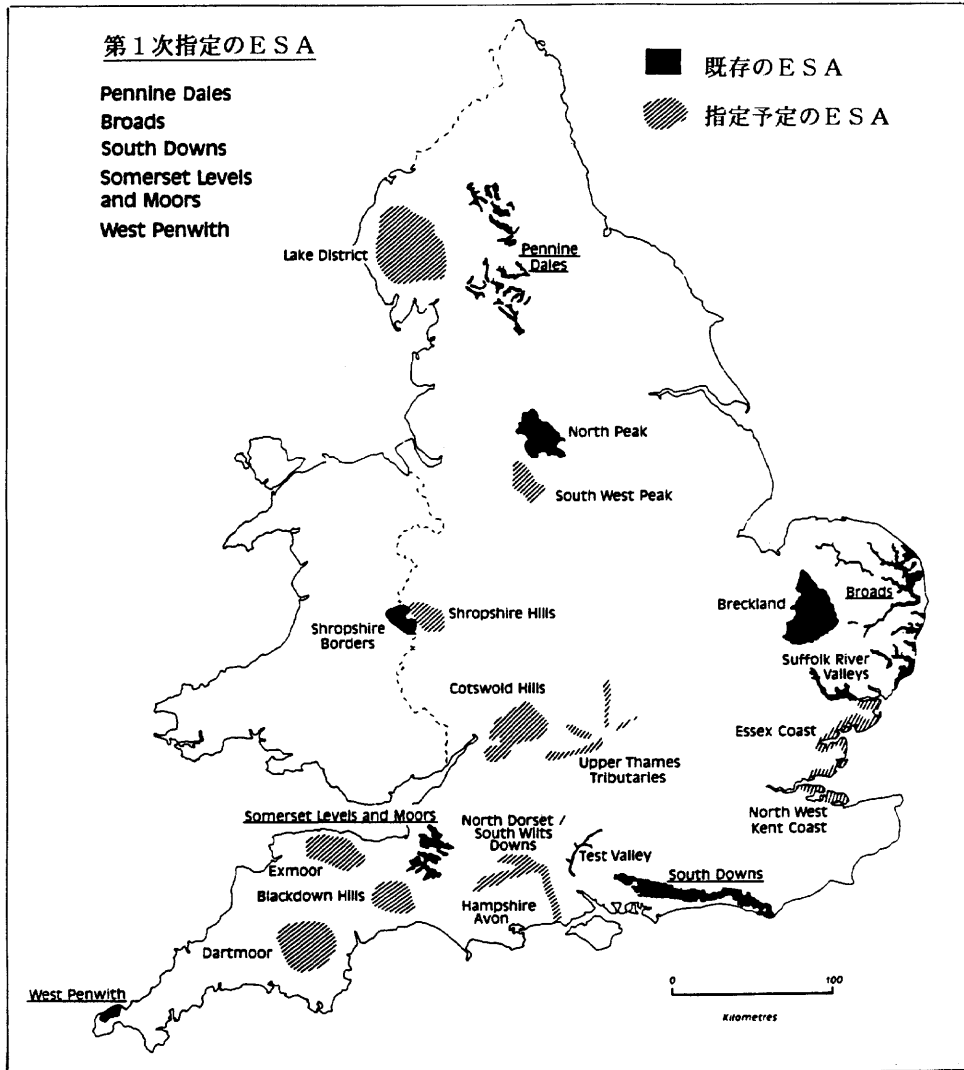 第1次指定のESA
Pennine Dales
Broads
South Downs
Somerset Levels
and Moors
West Penwith
既存のESA
指定予定のESA
Lake District
Pennine
Dales
North Peak
South West Peak
Shropshire
Borders
Shropshire Hills
Breckland
Broads
Suffolk River
Valleys
Cotswold Hills
Upper Thames
Tributaries
Essex Coast
North West
Kent Coast
Somerset Levels and Moors
Exmoor
Blackdown Hills
Dartmoor
North Dorset /
South Wilts
Downs
Hampshire
Avon
Test Valley
South Downs
West Penwith
0 100
Kilometres